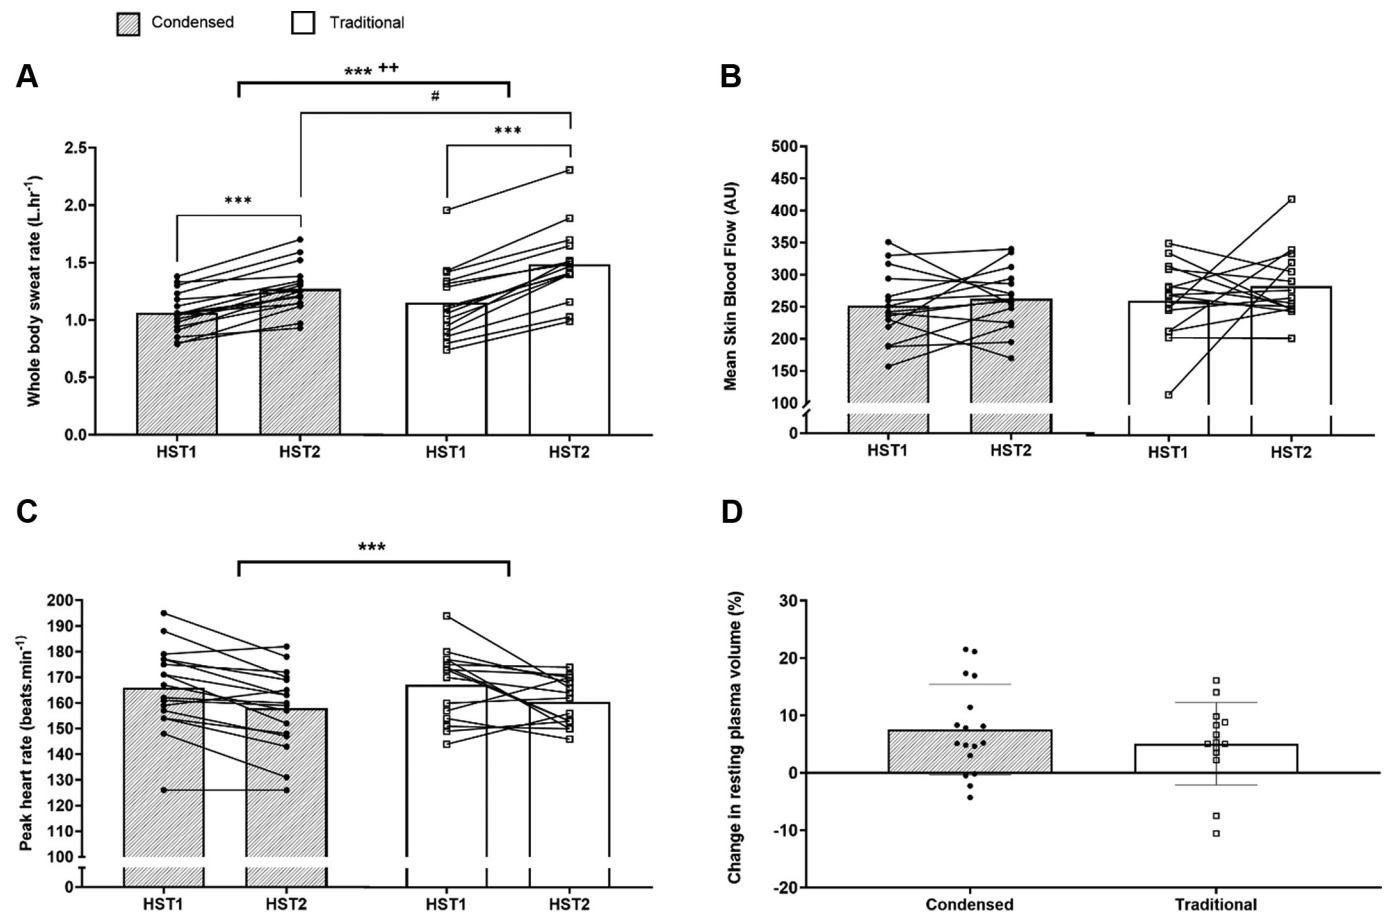 Condensed
Traditional
A
*** ++
#
***
***
Whole body sweat rate (L.hr-1)
2.5
2.0
1.5
1.0
0.5
0.0
HST1
HST2
HST1
HST2
B
Mean Skin Blood Flow (AU)
500
450
400
350
300
250
200
150
100
0
HST1
HST2
HST1
HST2
C
***
Peak heart rate (beats.min-1)
200
190
180
170
160
150
140
130
120
110
100
0
HST1
HST2
HST1
HST2
D
Change in resting plasma volume (%)
30
20
10
0
-10
-20
Condensed
Traditional